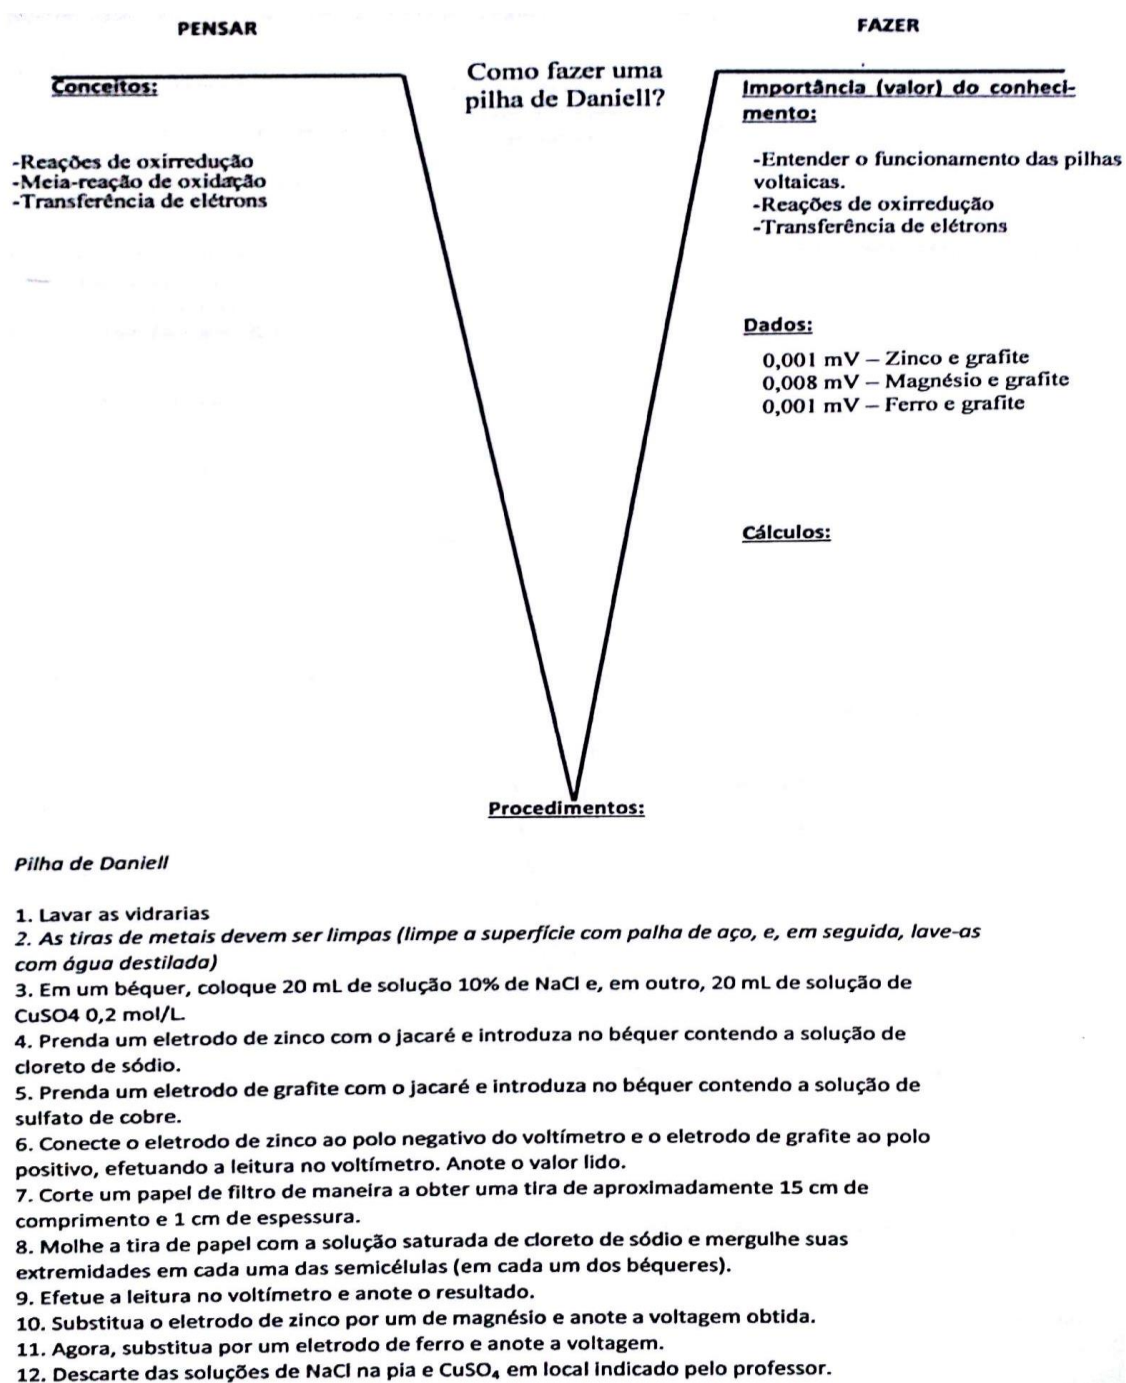 PENSAR
FAZER
Como fazer uma
pilha de Daniell?
Conceitos:
-Reações de oxirredução
-Meia-reação de oxidação
-Transferência de elétrons
Importância (valor) do conheci-
mento:
-Entender o funcionamento das pilhas
voltaicas.
-Reações de oxirredução
-Transferência de elétrons
Dados:
0,001 mV – Zinco e grafite
0,008 mV – Magnésio e grafite
0,001 mV – Ferro e grafite
Cálculos:
Procedimentos:
Pilha de Daniell
1. Lavar as vidrarias
2. As tiras de metais devem ser limpas (limpe a superfície com palha de aço, e, em seguida, lave-as
com água destilada)
3. Em um béquer, coloque 20 mL de solução 10% de NaCl e, em outro, 20 mL de solução de
CuSO4 0,2 mol/L.
4. Prenda um eletrodo de zinco com o jacaré e introduza no béquer contendo a solução de
cloreto de sódio.
5. Prenda um eletrodo de grafite com o jacaré e introduza no béquer contendo a solução de
sulfato de cobre.
6. Conecte o eletrodo de zinco ao polo negativo do voltímetro e o eletrodo de grafite ao polo
positivo, efetuando a leitura no voltímetro. Anote o valor lido.
7. Corte um papel de filtro de maneira a obter uma tira de aproximadamente 15 cm de
comprimento e 1 cm de espessura.
8. Molhe a tira de papel com a solução saturada de cloreto de sódio e mergulhe suas
extremidades em cada uma das semicélulas (em cada um dos béqueres).
9. Efetue a leitura no voltímetro e anote o resultado.
10. Substitua o eletrodo de zinco por um de magnésio e anote a voltagem obtida.
11. Agora, substitua por um eletrodo de ferro e anote a voltagem.
12. Descarte das soluções de NaCl na pia e CuSO₄ em local indicado pelo professor.